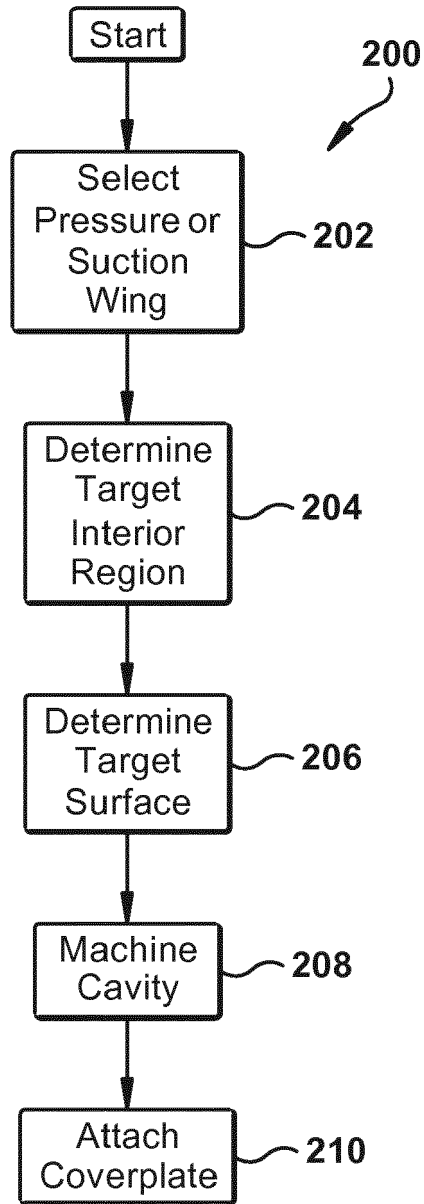 Start
200
Select
Pressure or
Suction
Wing
202
Determine
Target
Interior
Region
204
Determine
Target
Surface
206
Machine
Cavity
208
Attach
Coverplate
210